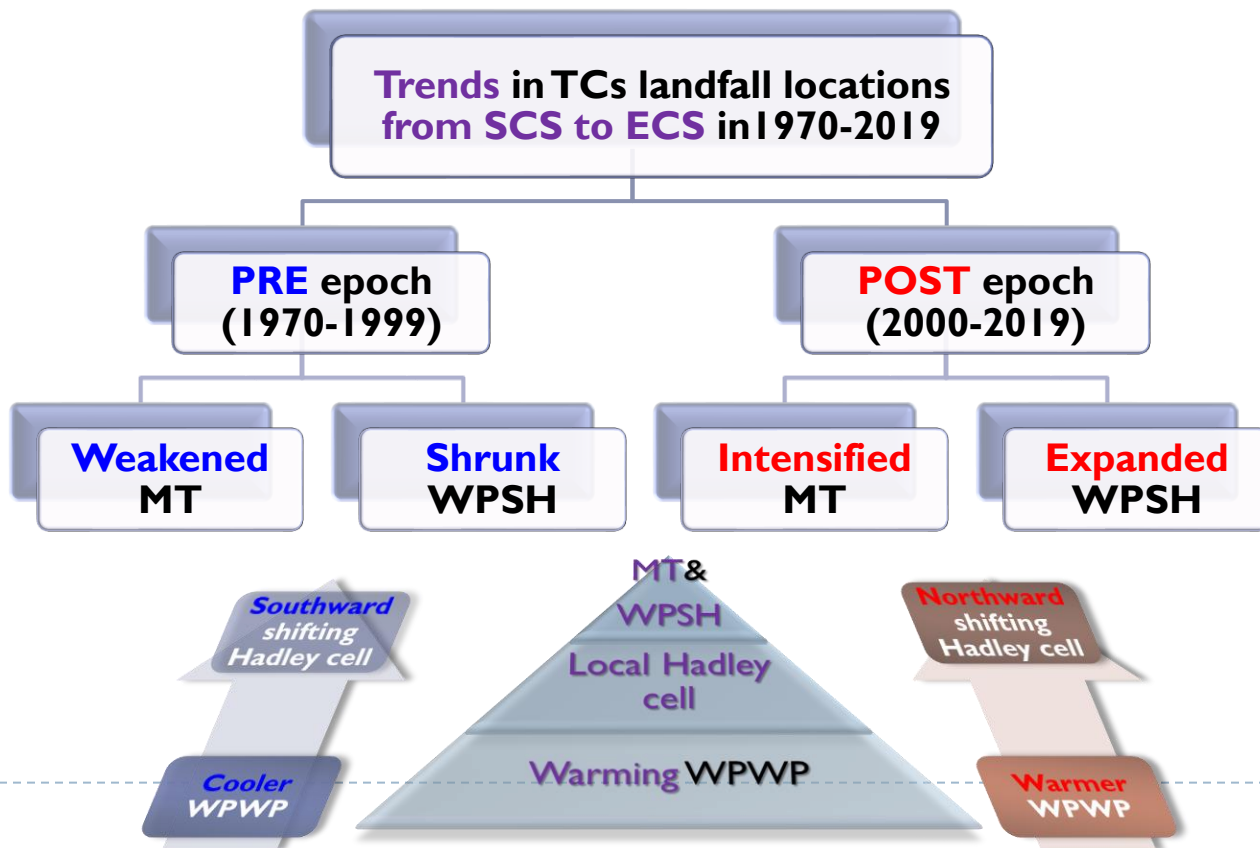 Trends in TCs landfall locations
from SCS to ECS in1970-2019
PRE epoch
(1970-1999)
POST epoch
(2000-2019)
Weakened
MT
Shrunk
WPSH
Intensified
MT
Expanded
WPSH
Southward
shifting
Hadley cell
Cooler
WPWP
MT&
WPSH
Local Hadley
cell
Warming WPWP
Northward
shifting
Hadley cell
Warmer
WPWP